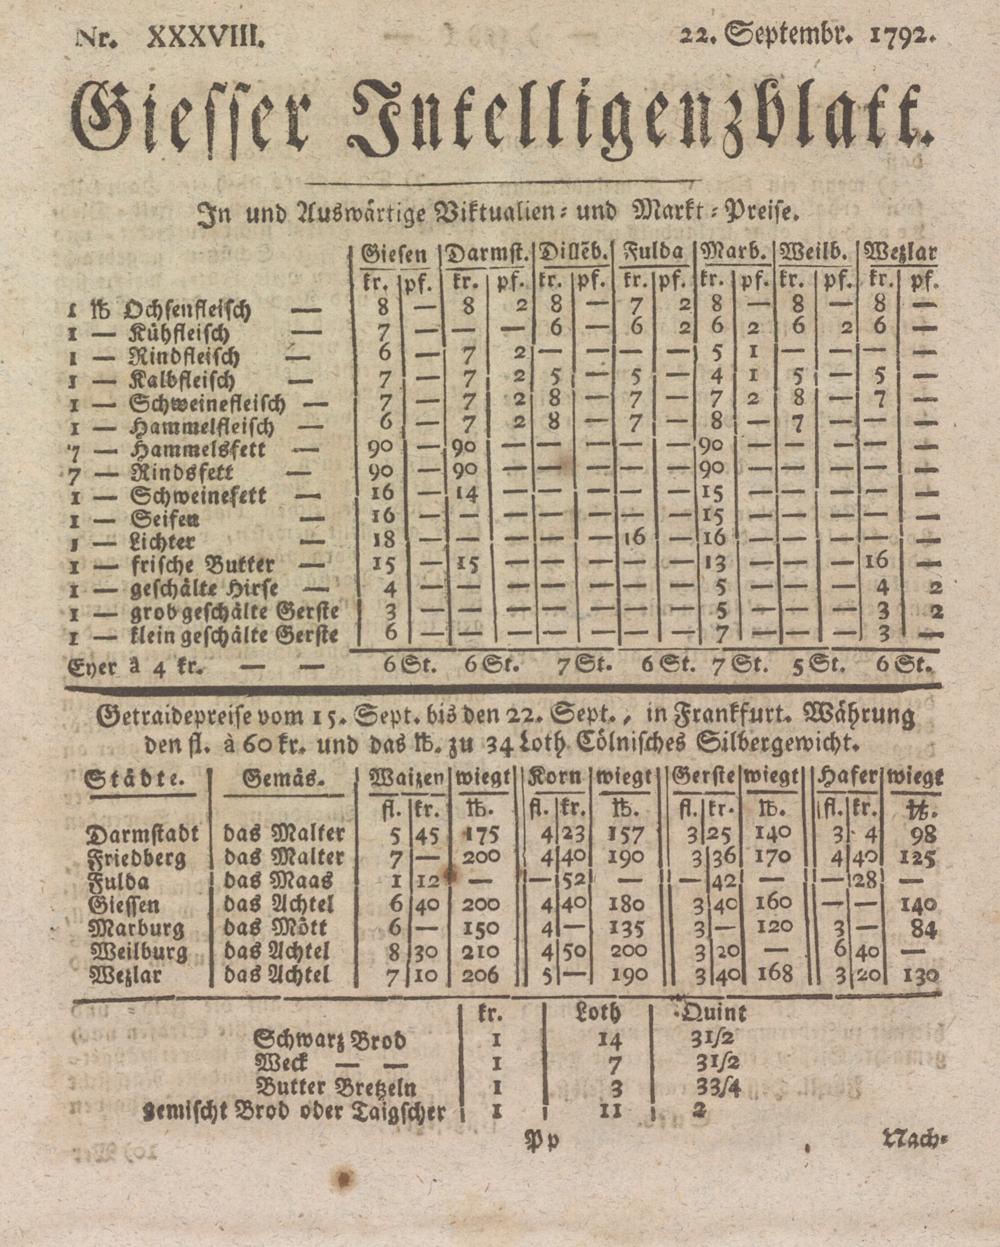 Nr. XXXVIII. 22. Septembr. 1792.
Giesser Intelligenzblatt.
In und Auswärtige Viktualien- und Markt-Preise.
Giesen Darmst. Dillēb. Fulda Marb. Weilb. Wetzlar
kr. pf. kr. pf. kr. pf. kr. pf. kr. pf. kr. pf. kr. pf.
1 ℔ Ochsenfleisch — 8 — 8 2 8 — 7 2 8 — 8 — 8 —
1 — Kühfleisch 7 — — — 6 — 6 2 6 2 6 2 6 —
1 — Rindfleisch — 6 — 7 2 — — — — 5 1 — — — —
1 — Kalbfleisch — 7 — 7 2 5 — 5 — 4 1 5 — 5 —
1 — Schweinefleisch — 7 — 7 2 8 — 7 — 7 2 8 — 7 —
1 — Hammelfleisch — 6 — 7 2 8 — 7 — 8 — 7 — — —
7 — Hammelsfett — 90 — 90 — — — — — 90 — — — — —
7 — Rindsfett — 90 — 90 — — — — — 90 — — — — —
1 — Schweinefett — 16 — 14 — — — — — 15 — — — — —
1 — Seifen — 16 — — — — — — — 15 — — — — —
1 — Lichter — 18 — — — — — 16 — 16 — — — — —
1 — frische Butter — 15 — 15 — — — — — 13 — — — 16 —
1 — geschälte Hirse — 4 — — — — — — — 5 — — — 4 2
1 — grob geschälte Gerste 3 — — — — — — — 5 — — — 3 2
1 — klein geschälte Gerste 6 — — — — — — — 7 — — — 3 —
Eyer à 4 kr. — — 6 St. 6 St. 7 St. 6 St. 7 St. 5 St. 6 St.
Getraidepreise vom 15. Sept. bis den 22. Sept., in Frankfurt. Währung
den fl. à 60 kr. und das ℔. zu 34 Loth Cölnisches Silbergewicht.
Städte. Gemäs. Waizen wiegt Korn wiegt Gerste wiegt Hafer wiegt
fl. kr. ℔. fl. kr. ℔. fl. kr. ℔. fl. kr. ℔.
Darmstadt das Malter 5 45 175 4 23 157 3 25 140 3 4 98
Friedberg das Malter 7 — 200 4 40 190 3 36 170 4 40 125
Fulda das Maas 1 12 — — 52 — — 42 — — 28 —
Giessen das Achtel 6 40 200 4 40 180 3 40 160 — — 140
Marburg das Mött 6 — 150 4 — 135 3 — 120 3 — 84
Weilburg das Achtel 8 30 210 4 50 200 3 20 — 6 40 —
Wetzlar das Achtel 7 10 206 5 — 190 3 40 168 3 20 130
kr. Loth Quint
Schwarz Brod 1 14 31/2
Weck — — 1 7 31/2
Butter Bretzeln 1 3 33/4
gemischt Brod oder Taigscher 1 11 2
Pp Nach-